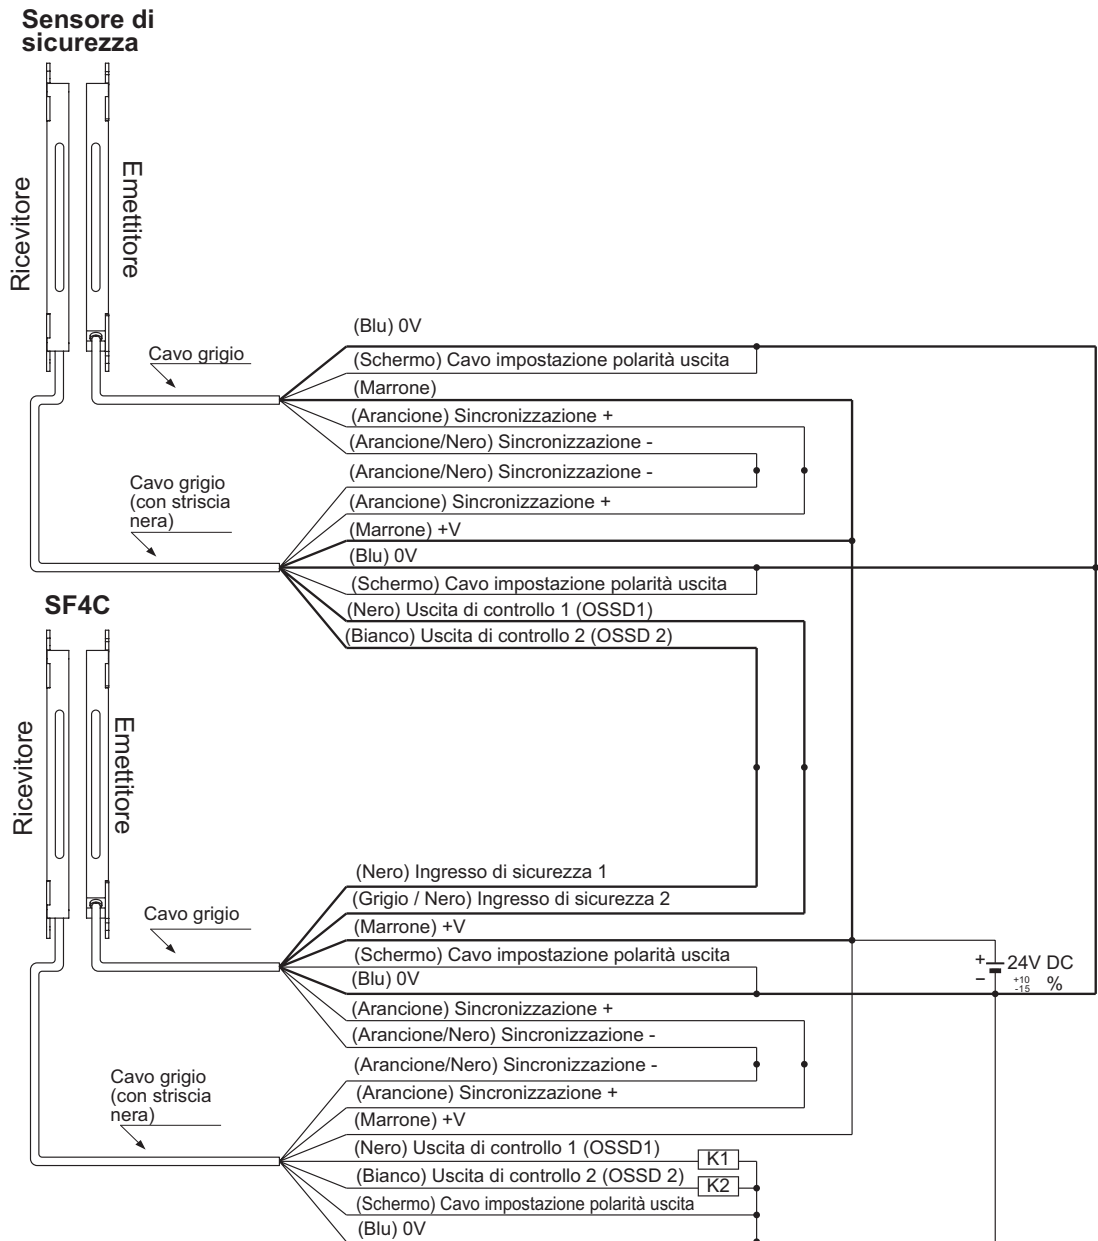 Sensore di
sicurezza
Ricevitore
Emettitore
Cavo grigio
(Blu) 0V
(Schermo) Cavo impostazione polarità uscita
(Marrone)
(Arancione) Sincronizzazione +
(Arancione/Nero) Sincronizzazione -
Cavo grigio
(con striscia
nera)
(Arancione/Nero) Sincronizzazione -
(Arancione) Sincronizzazione +
(Marrone) +V
(Blu) 0V
(Schermo) Cavo impostazione polarità uscita
(Nero) Uscita di controllo 1 (OSSD1)
(Bianco) Uscita di controllo 2 (OSSD 2)
SF4C
Ricevitore
Emettitore
Cavo grigio
(Nero) Ingresso di sicurezza 1
(Grigio / Nero) Ingresso di sicurezza 2
(Marrone) +V
(Schermo) Cavo impostazione polarità uscita
(Blu) 0V
(Arancione) Sincronizzazione +
(Arancione/Nero) Sincronizzazione -
+ 24V DC
− +10 -15 %
Cavo grigio
(con striscia
nera)
(Arancione/Nero) Sincronizzazione -
(Arancione) Sincronizzazione +
(Marrone) +V
(Nero) Uscita di controllo 1 (OSSD1) K1
(Bianco) Uscita di controllo 2 (OSSD 2) K2
(Schermo) Cavo impostazione polarità uscita
(Blu) 0V